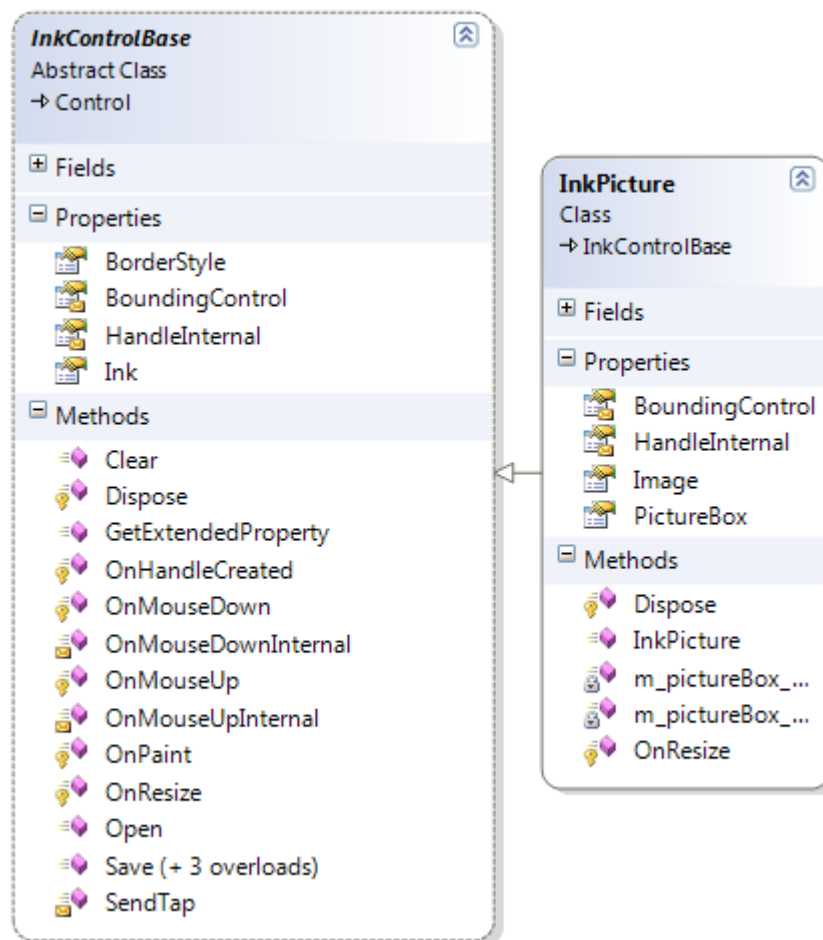 InkControlBase
Abstract Class
Control
Fields
Properties
BorderStyle
BoundingControl
HandleInternal
Ink
Methods
Clear
Dispose
GetExtendedProperty
OnHandleCreated
OnMouseDown
OnMouseDownInternal
OnMouseUp
OnMouseUpInternal
OnPaint
OnResize
Open
Save (+ 3 overloads)
SendTap
InkPicture
Class
InkControlBase
Fields
Properties
BoundingControl
HandleInternal
Image
PictureBox
Methods
Dispose
InkPicture
m_pictureBox_...
m_pictureBox_...
OnResize